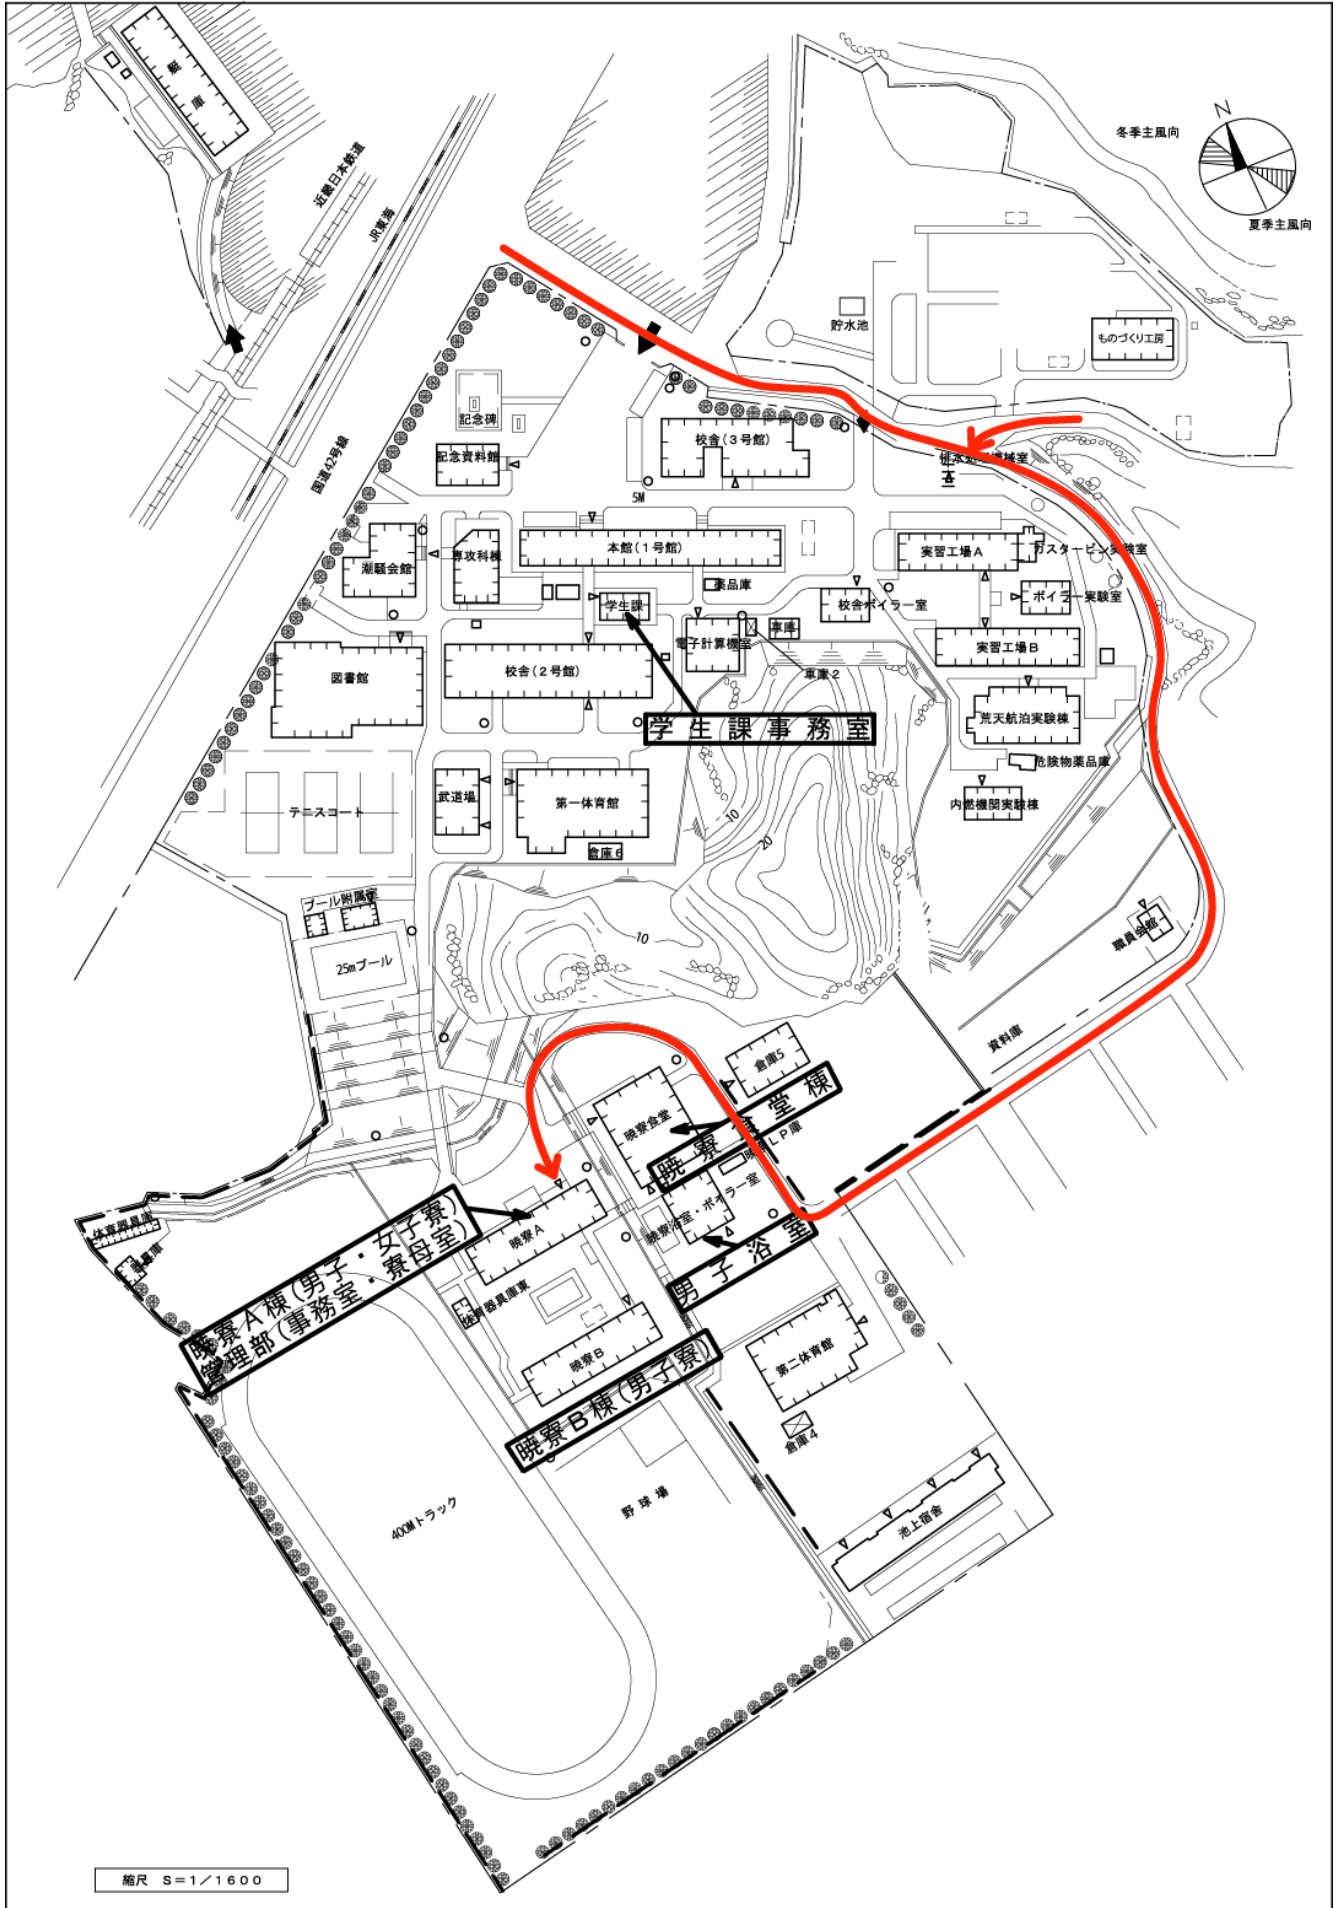 艇庫
近畿日本鉄道
JR東海
国道42号線
N
冬季主風向
夏季主風向
貯水池
ものづくり工房
記念碑
記念資料館
校舎(3号館)
5M
潮騒会館
専攻科棟
本館(1号館)
薬品庫
学生課
実習工場A
ガスタービン実験室
ボイラー実験室
校舎ボイラー室
電子計算機室
車庫
車庫2
実習工場B
図書館
校舎(2号館)
学生課事務室
荒天航泊実験棟
危険物薬品庫
内燃機関実験棟
テニスコート
武道場
第一体育館
倉庫6
10
20
10
プール附属室
25mプール
職員会館
資料庫
倉庫5
暁寮食堂
暁寮食堂棟
LP庫
暁寮浴室・ボイラー室
男子浴室
体育器具庫
暁寮A
暁寮A棟(男子・女子寮)
管理部(事務室・寮母室)
体育器具庫東
暁寮B
暁寮B棟(男子寮)
第二体育館
倉庫4
400Mトラック
野球場
池上宿舎
縮尺 S=1/1600